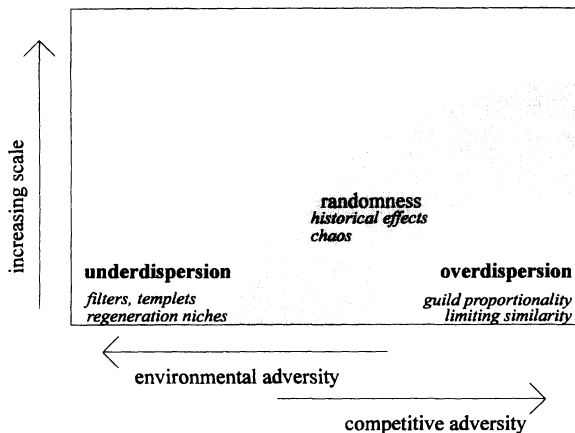 increasing scale
randomness
historical effects
chaos
underdispersion
overdispersion
filters, templets
guild proportionality
regeneration niches
limiting similarity
environmental adversity
competitive adversity